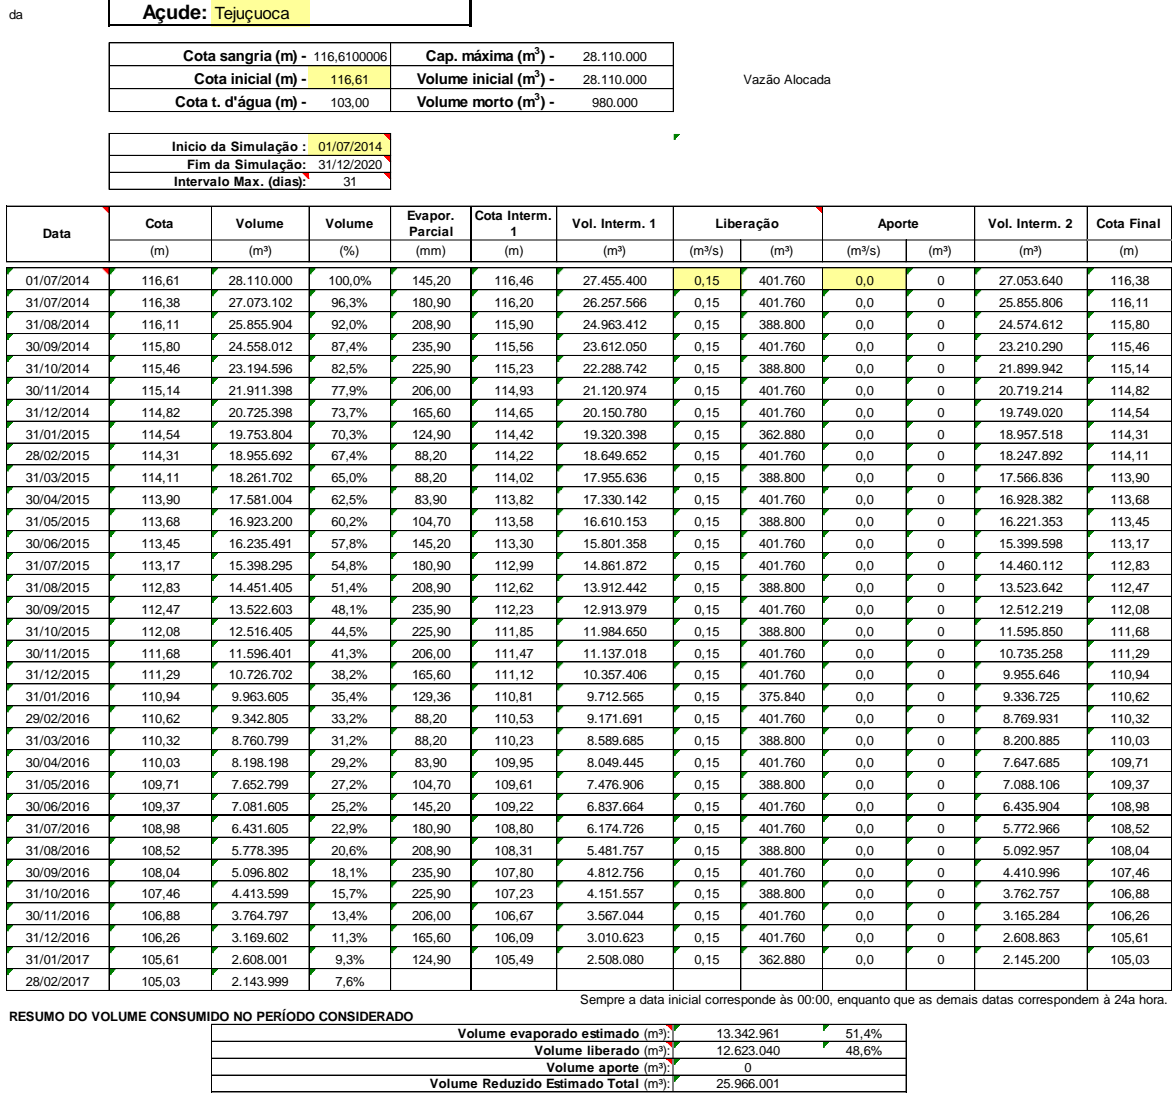 da Açude: Tejuçuoca
Cota sangria (m) - 116,6100006 Cap. máxima (m³) - 28.110.000
Cota inicial (m) - 116,61 Volume inicial (m³) - 28.110.000 Vazão Alocada
Cota t. d'água (m) - 103,00 Volume morto (m³) - 980.000
Inicio da Simulação : 01/07/2014
Fim da Simulação: 31/12/2020
Intervalo Max. (dias): 31
Data Cota Volume Volume Evapor. Parcial Cota Interm. 1 Vol. Interm. 1 Liberação Aporte Vol. Interm. 2 Cota Final
(m) (m³) (%) (mm) (m) (m³) (m³/s) (m³) (m³/s) (m³) (m³) (m)
01/07/2014 116,61 28.110.000 100,0% 145,20 116,46 27.455.400 0,15 401.760 0,0 0 27.053.640 116,38
31/07/2014 116,38 27.073.102 96,3% 180,90 116,20 26.257.566 0,15 401.760 0,0 0 25.855.806 116,11
31/08/2014 116,11 25.855.904 92,0% 208,90 115,90 24.963.412 0,15 388.800 0,0 0 24.574.612 115,80
30/09/2014 115,80 24.558.012 87,4% 235,90 115,56 23.612.050 0,15 401.760 0,0 0 23.210.290 115,46
31/10/2014 115,46 23.194.596 82,5% 225,90 115,23 22.288.742 0,15 388.800 0,0 0 21.899.942 115,14
30/11/2014 115,14 21.911.398 77,9% 206,00 114,93 21.120.974 0,15 401.760 0,0 0 20.719.214 114,82
31/12/2014 114,82 20.725.398 73,7% 165,60 114,65 20.150.780 0,15 401.760 0,0 0 19.749.020 114,54
31/01/2015 114,54 19.753.804 70,3% 124,90 114,42 19.320.398 0,15 362.880 0,0 0 18.957.518 114,31
28/02/2015 114,31 18.955.692 67,4% 88,20 114,22 18.649.652 0,15 401.760 0,0 0 18.247.892 114,11
31/03/2015 114,11 18.261.702 65,0% 88,20 114,02 17.955.636 0,15 388.800 0,0 0 17.566.836 113,90
30/04/2015 113,90 17.581.004 62,5% 83,90 113,82 17.330.142 0,15 401.760 0,0 0 16.928.382 113,68
31/05/2015 113,68 16.923.200 60,2% 104,70 113,58 16.610.153 0,15 388.800 0,0 0 16.221.353 113,45
30/06/2015 113,45 16.235.491 57,8% 145,20 113,30 15.801.358 0,15 401.760 0,0 0 15.399.598 113,17
31/07/2015 113,17 15.398.295 54,8% 180,90 112,99 14.861.872 0,15 401.760 0,0 0 14.460.112 112,83
31/08/2015 112,83 14.451.405 51,4% 208,90 112,62 13.912.442 0,15 388.800 0,0 0 13.523.642 112,47
30/09/2015 112,47 13.522.603 48,1% 235,90 112,23 12.913.979 0,15 401.760 0,0 0 12.512.219 112,08
31/10/2015 112,08 12.516.405 44,5% 225,90 111,85 11.984.650 0,15 388.800 0,0 0 11.595.850 111,68
30/11/2015 111,68 11.596.401 41,3% 206,00 111,47 11.137.018 0,15 401.760 0,0 0 10.735.258 111,29
31/12/2015 111,29 10.726.702 38,2% 165,60 111,12 10.357.406 0,15 401.760 0,0 0 9.955.646 110,94
31/01/2016 110,94 9.963.605 35,4% 129,36 110,81 9.712.565 0,15 375.840 0,0 0 9.336.725 110,62
29/02/2016 110,62 9.342.805 33,2% 88,20 110,53 9.171.691 0,15 401.760 0,0 0 8.769.931 110,32
31/03/2016 110,32 8.760.799 31,2% 88,20 110,23 8.589.685 0,15 388.800 0,0 0 8.200.885 110,03
30/04/2016 110,03 8.198.198 29,2% 83,90 109,95 8.049.445 0,15 401.760 0,0 0 7.647.685 109,71
31/05/2016 109,71 7.652.799 27,2% 104,70 109,61 7.476.906 0,15 388.800 0,0 0 7.088.106 109,37
30/06/2016 109,37 7.081.605 25,2% 145,20 109,22 6.837.664 0,15 401.760 0,0 0 6.435.904 108,98
31/07/2016 108,98 6.431.605 22,9% 180,90 108,80 6.174.726 0,15 401.760 0,0 0 5.772.966 108,52
31/08/2016 108,52 5.778.395 20,6% 208,90 108,31 5.481.757 0,15 388.800 0,0 0 5.092.957 108,04
30/09/2016 108,04 5.096.802 18,1% 235,90 107,80 4.812.756 0,15 401.760 0,0 0 4.410.996 107,46
31/10/2016 107,46 4.413.599 15,7% 225,90 107,23 4.151.557 0,15 388.800 0,0 0 3.762.757 106,88
30/11/2016 106,88 3.764.797 13,4% 206,00 106,67 3.567.044 0,15 401.760 0,0 0 3.165.284 106,26
31/12/2016 106,26 3.169.602 11,3% 165,60 106,09 3.010.623 0,15 401.760 0,0 0 2.608.863 105,61
31/01/2017 105,61 2.608.001 9,3% 124,90 105,49 2.508.080 0,15 362.880 0,0 0 2.145.200 105,03
28/02/2017 105,03 2.143.999 7,6%
Sempre a data inicial corresponde às 00:00, enquanto que as demais datas correspondem à 24a hora.
RESUMO DO VOLUME CONSUMIDO NO PERÍODO CONSIDERADO
Volume evaporado estimado (m³): 13.342.961 51,4%
Volume liberado (m³): 12.623.040 48,6%
Volume aporte (m³): 0
Volume Reduzido Estimado Total (m³): 25.966.001